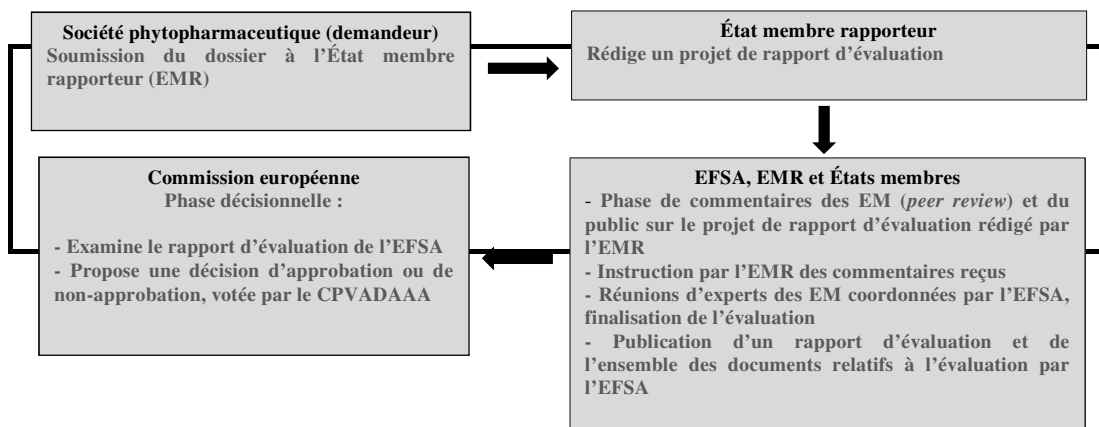 Société phytopharmaceutique (demandeur)
Soumission du dossier à l'État membre
rapporteur (EMR)
État membre rapporteur
Rédige un projet de rapport d'évaluation
Commission européenne
Phase décisionnelle :
- Examine le rapport d'évaluation de l'EFSA
- Propose une décision d'approbation ou de
non-approbation, votée par le CPVADAAA
EFSA, EMR et États membres
- Phase de commentaires des EM (peer review) et du
public sur le projet de rapport d'évaluation rédigé par
l'EMR
- Instruction par l'EMR des commentaires reçus
- Réunions d'experts des EM coordonnées par l'EFSA,
finalisation de l'évaluation
- Publication d'un rapport d'évaluation et de
l'ensemble des documents relatifs à l'évaluation par
l'EFSA